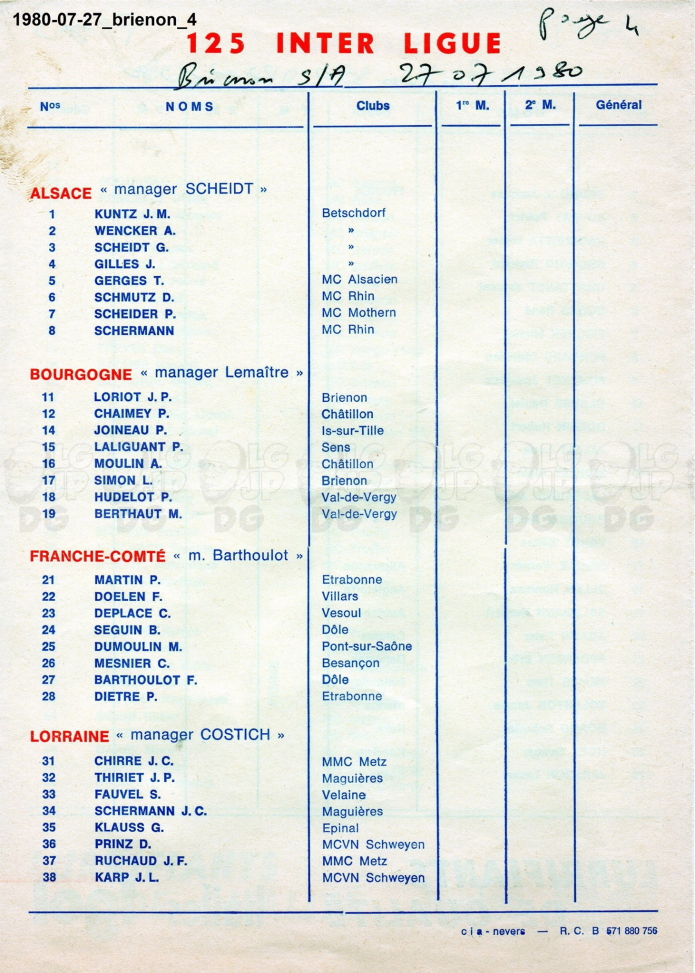 1980-07-27_brienon_4
page 4
125 INTER LIGUE
Brienon S/A 27 07 1980
Nos NOMS Clubs 1re M. 2e M. Général
ALSACE « manager SCHEIDT »
1 KUNTZ J.M. Betschdorf
2 WENCKER A. »
3 SCHEIDT G. »
4 GILLES J. »
5 GERGES T. MC Alsacien
6 SCHMUTZ D. MC Rhin
7 SCHEIDER P. MC Mothern
8 SCHERMANN MC Rhin
BOURGOGNE « manager Lemaître »
11 LORIOT J.P. Brienon
12 CHAIMEY P. Châtillon
14 JOINEAU P. Is-sur-Tille
15 LALIGUANT P. Sens
16 MOULIN A. Châtillon
17 SIMON L. Brienon
18 HUDELOT P. Val-de-Vergy
19 BERTHAUT M. Val-de-Vergy
FRANCHE-COMTÉ « m. Barthoulot »
21 MARTIN P. Etrabonne
22 DOELEN F. Villars
23 DEPLACE C. Vesoul
24 SEGUIN B. Dôle
25 DUMOULIN M. Pont-sur-Saône
26 MESNIER C. Besançon
27 BARTHOULOT F. Dôle
28 DIETRE P. Etrabonne
LORRAINE « manager COSTICH »
31 CHIRRE J.C. MMC Metz
32 THIRIET J.P. Maguières
33 FAUVEL S. Velaine
34 SCHERMANN J.C. Maguières
35 KLAUSS G. Epinal
36 PRINZ D. MCVN Schweyen
37 RUCHAUD J.F. MMC Metz
38 KARP J.L. MCVN Schweyen
c i a - nevers — R. C. B 571 880 756